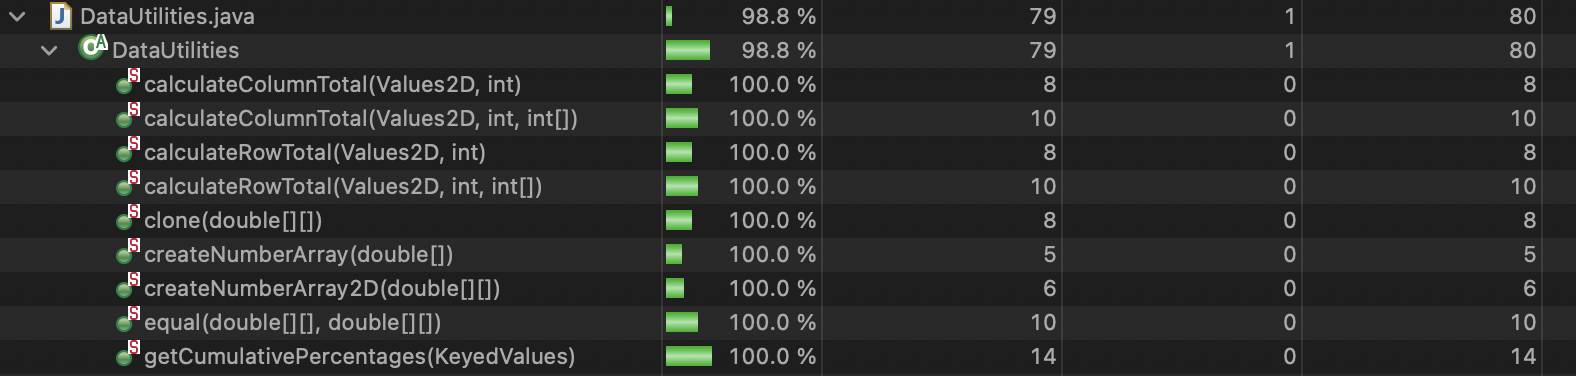 DataUtilities.java 98.8 % 79 1 80
DataUtilities 98.8 % 79 1 80
calculateColumnTotal(Values2D, int) 100.0 % 8 0 8
calculateColumnTotal(Values2D, int, int[]) 100.0 % 10 0 10
calculateRowTotal(Values2D, int) 100.0 % 8 0 8
calculateRowTotal(Values2D, int, int[]) 100.0 % 10 0 10
clone(double[][]) 100.0 % 8 0 8
createNumberArray(double[]) 100.0 % 5 0 5
createNumberArray2D(double[][]) 100.0 % 6 0 6
equal(double[][], double[][]) 100.0 % 10 0 10
getCumulativePercentages(KeyedValues) 100.0 % 14 0 14